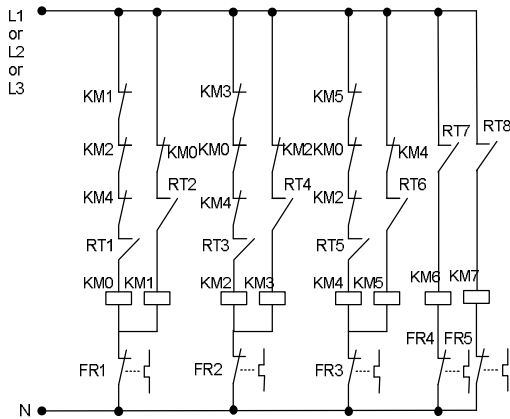 L1
or
L2
or
L3
KM1
KM3
KM5
KM2
KM0
KM0
KM2
KM0
KM4
RT7
RT8
KM4
RT2
KM4
RT4
KM2
RT6
RT1
RT3
RT5
KM0
KM1
KM2
KM3
KM4
KM5
KM6
KM7
FR1
FR2
FR3
FR4
FR5
N